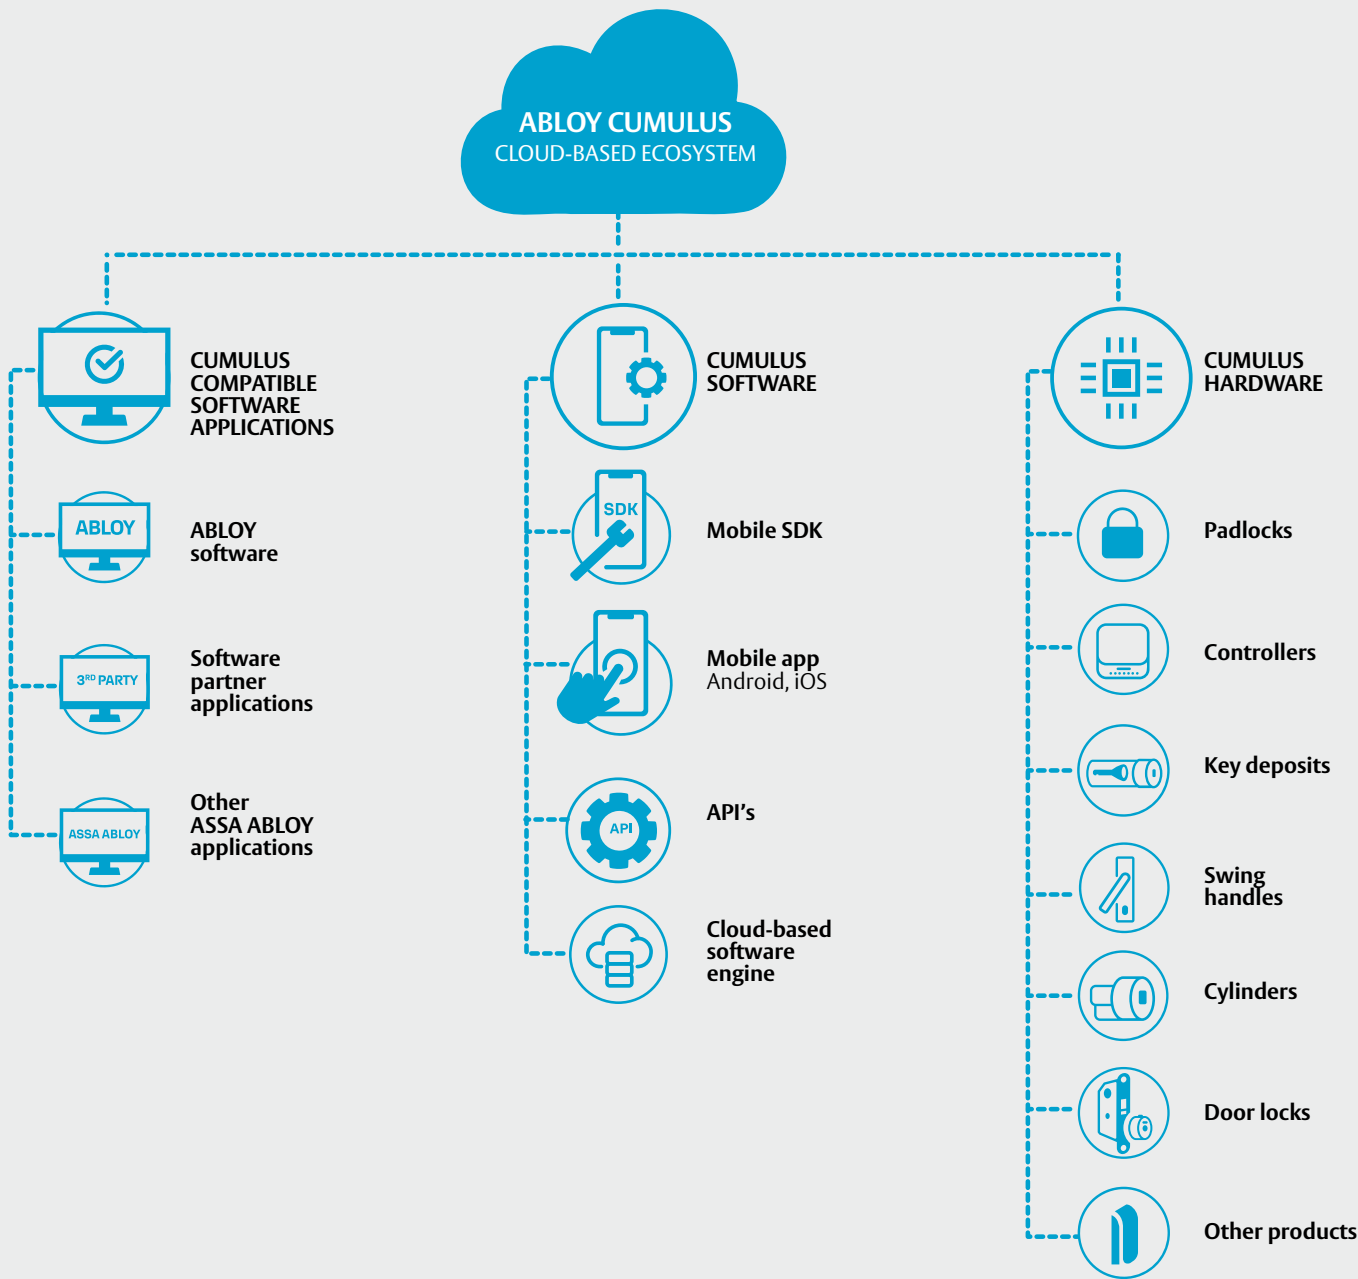 ABLOY CUMULUS
CLOUD-BASED ECOSYSTEM
CUMULUS
COMPATIBLE
SOFTWARE
APPLICATIONS
ABLOY
ABLOY
software
3RD PARTY
Software
partner
applications
ASSA ABLOY
Other
ASSA ABLOY
applications
CUMULUS
SOFTWARE
SDK
Mobile SDK
Mobile app
Android, iOS
API
API's
Cloud-based
software
engine
CUMULUS
HARDWARE
Padlocks
Controllers
Key deposits
Swing
handles
Cylinders
Door locks
Other products